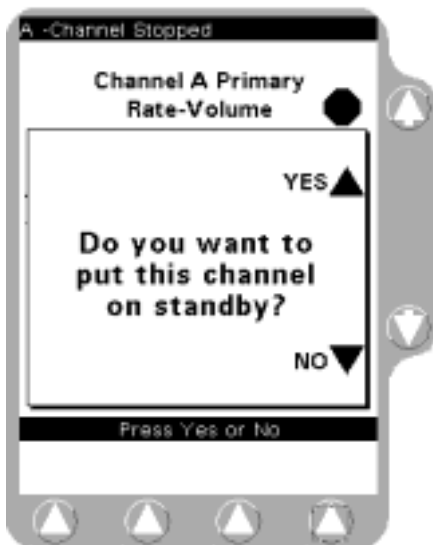 A -Channel Stopped
Channel A Primary
Rate-Volume
YES
Do you want to
put this channel
on standby?
NO
Press Yes or No